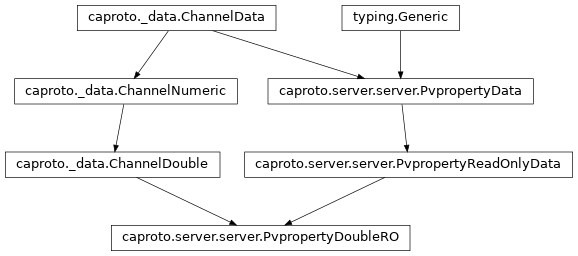 caproto._data.ChannelData
typing.Generic
caproto._data.ChannelNumeric
caproto.server.server.PvpropertyData
caproto._data.ChannelDouble
caproto.server.server.PvpropertyReadOnlyData
caproto.server.server.PvpropertyDoubleRO